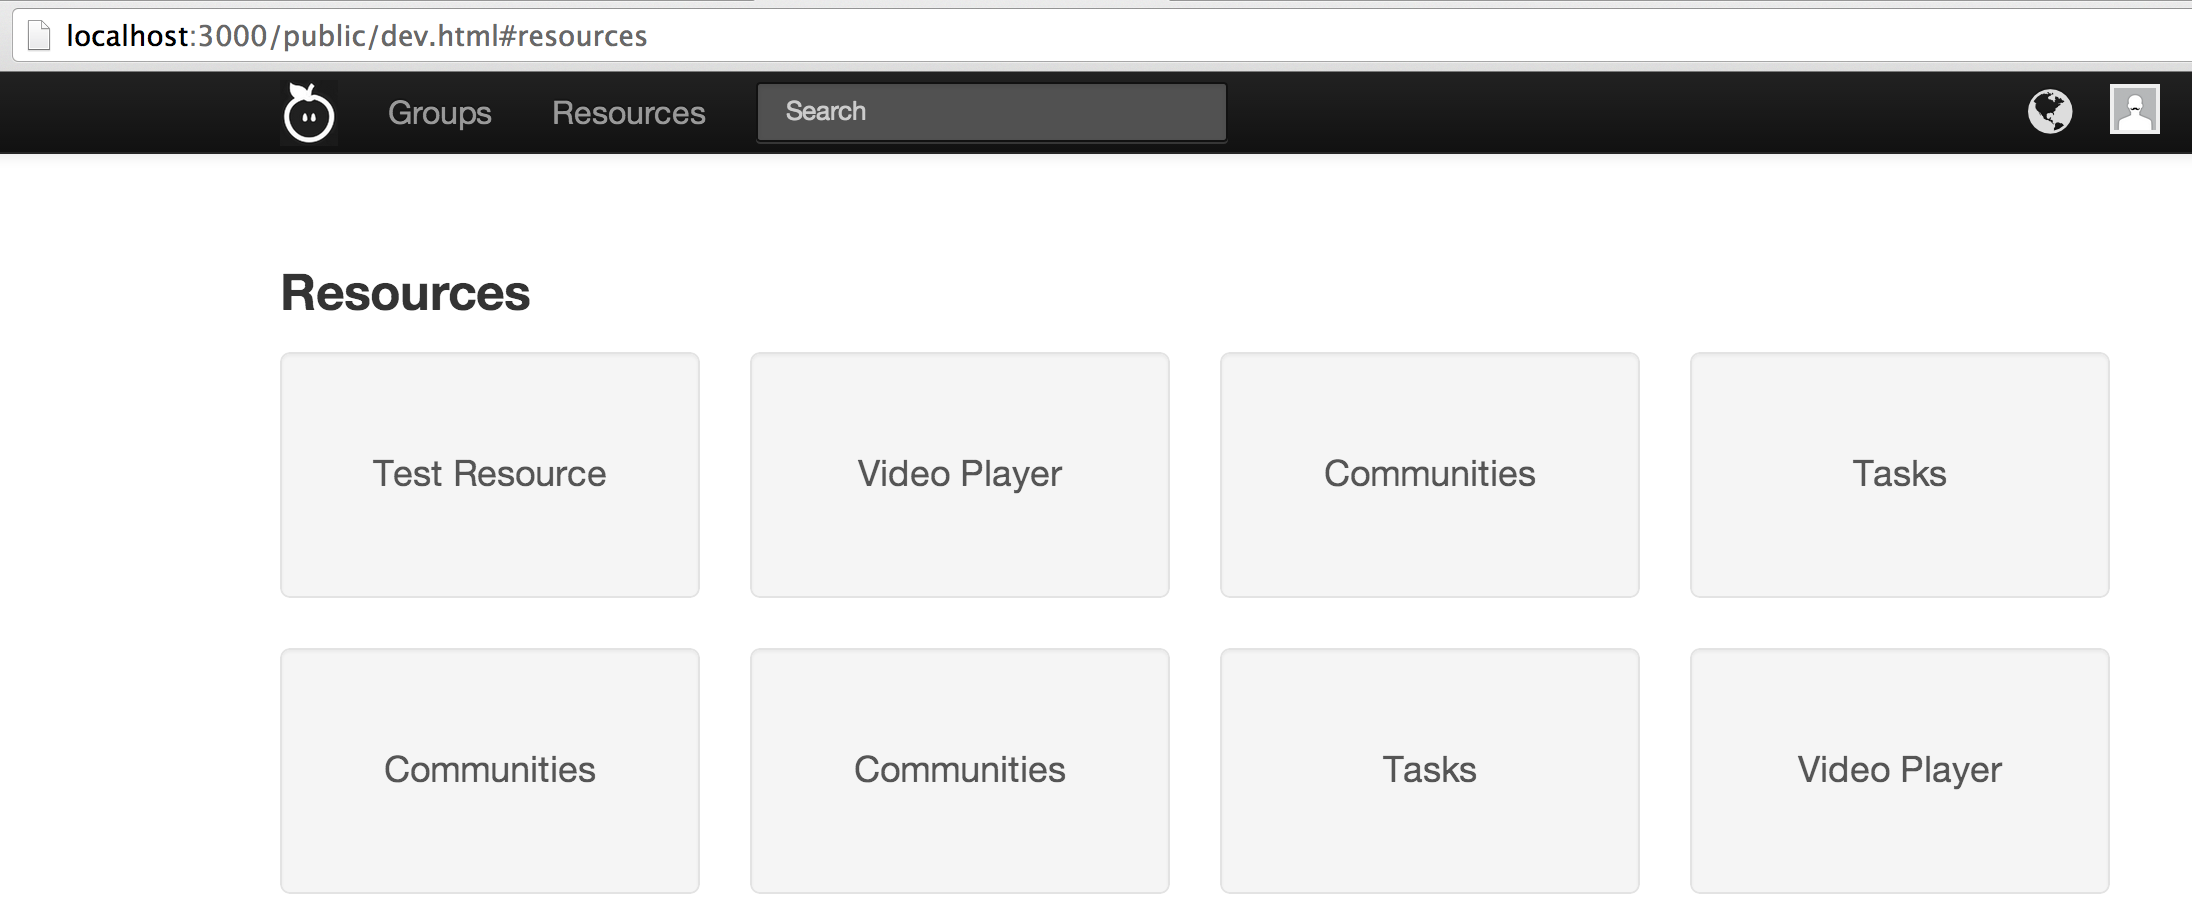 localhost:3000/public/dev.html#resources
Groups Resources Search
Resources
Test Resource Video Player Communities Tasks
Communities Communities Tasks Video Player